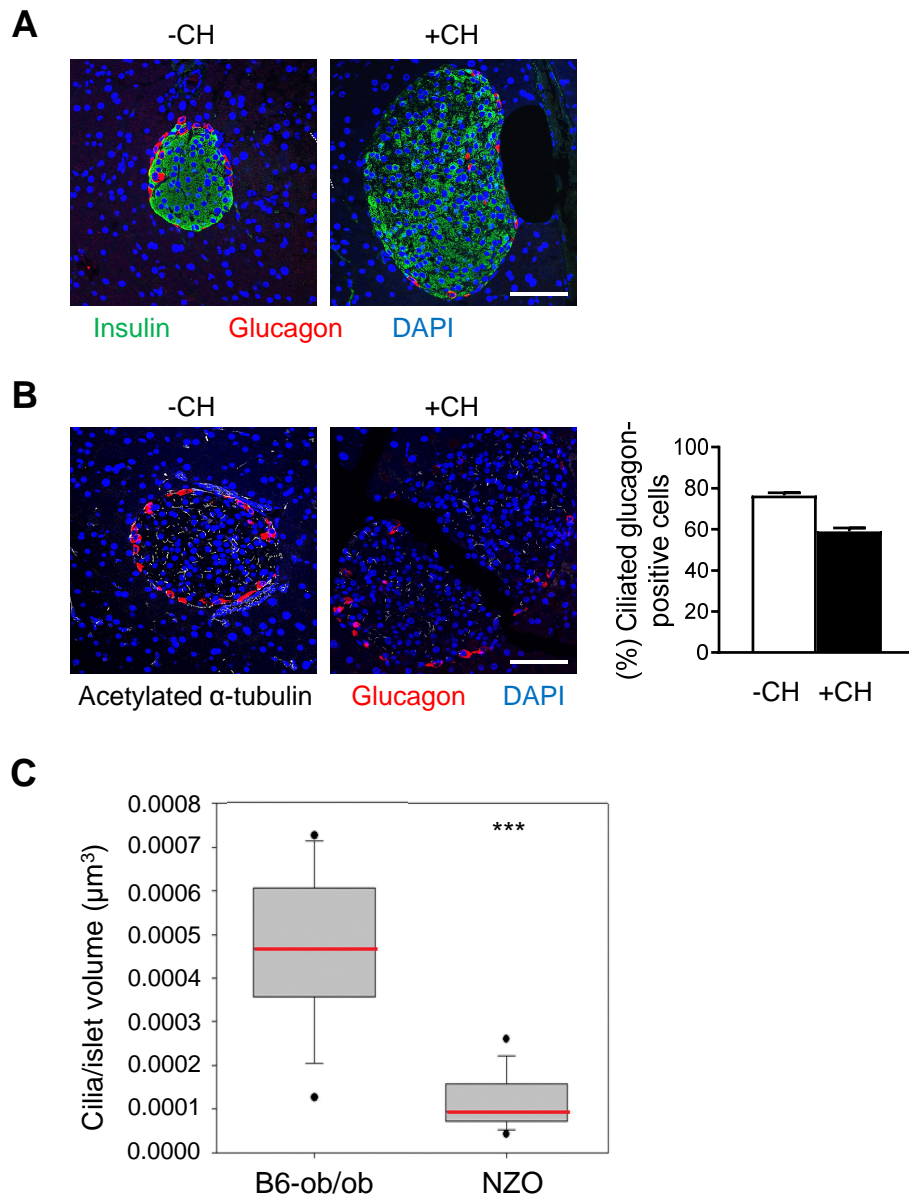 A
-CH +CH
Insulin Glucagon DAPI
B
-CH +CH
Acetylated α-tubulin Glucagon DAPI
(%) Ciliated glucagon-
positive cells
100
80
60
40
20
0
-CH +CH
C
Cilia/islet volume (µm³)
0.0008
0.0007
0.0006
0.0005
0.0004
0.0003
0.0002
0.0001
0.0000
***
B6-ob/ob NZO